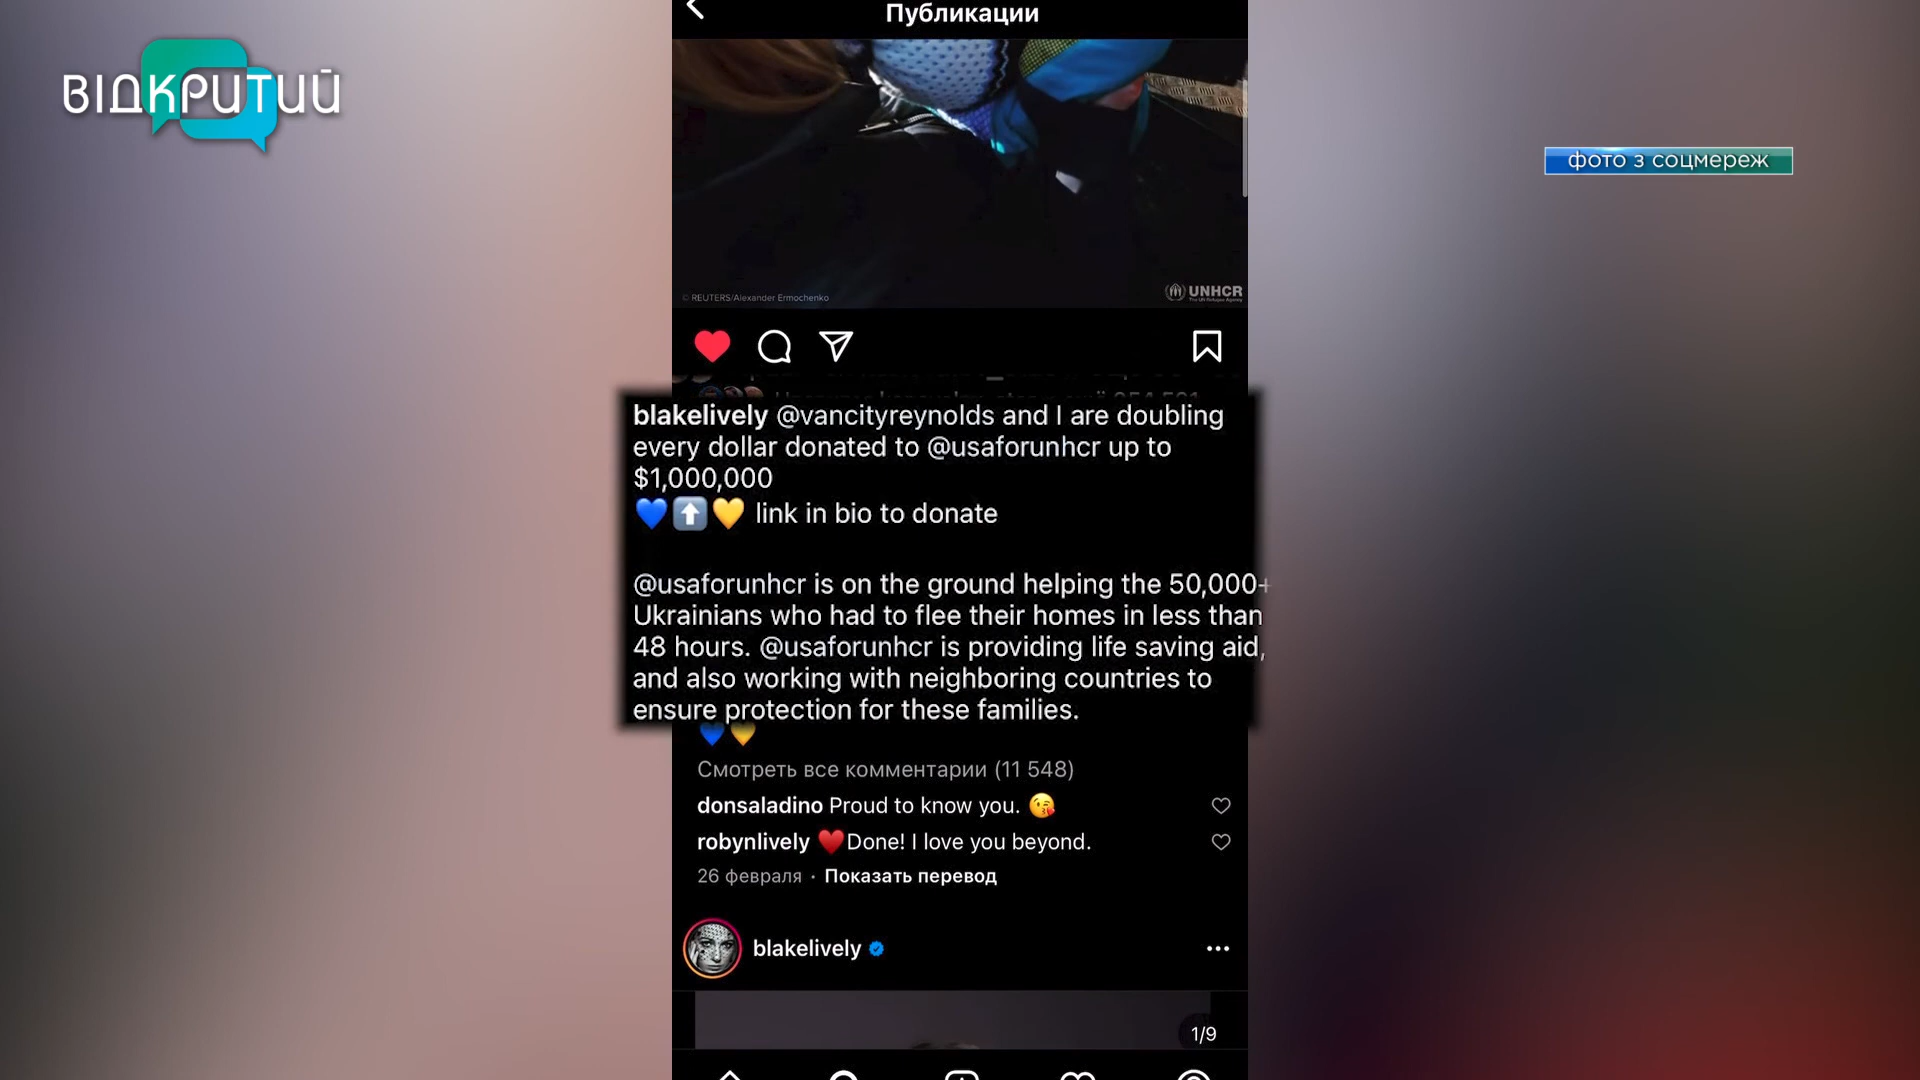 Публикации
ВІДКРИТИЙ
фото з соцмереж
© REUTERS/Alexander Ermochenko
UNHCR
The UN Refugee Agency
blakelively @vancityreynolds and I are doubling
every dollar donated to @usaforunhcr up to
$1,000,000
💙⬆️💛 link in bio to donate
@usaforunhcr is on the ground helping the 50,000+
Ukrainians who had to flee their homes in less than
48 hours. @usaforunhcr is providing life saving aid,
and also working with neighboring countries to
ensure protection for these families.
💙💛
Смотреть все комментарии (11 548)
donsaladino Proud to know you. 😘
robynlively ♥️Done! I love you beyond.
26 февраля · Показать перевод
blakelively
1/9